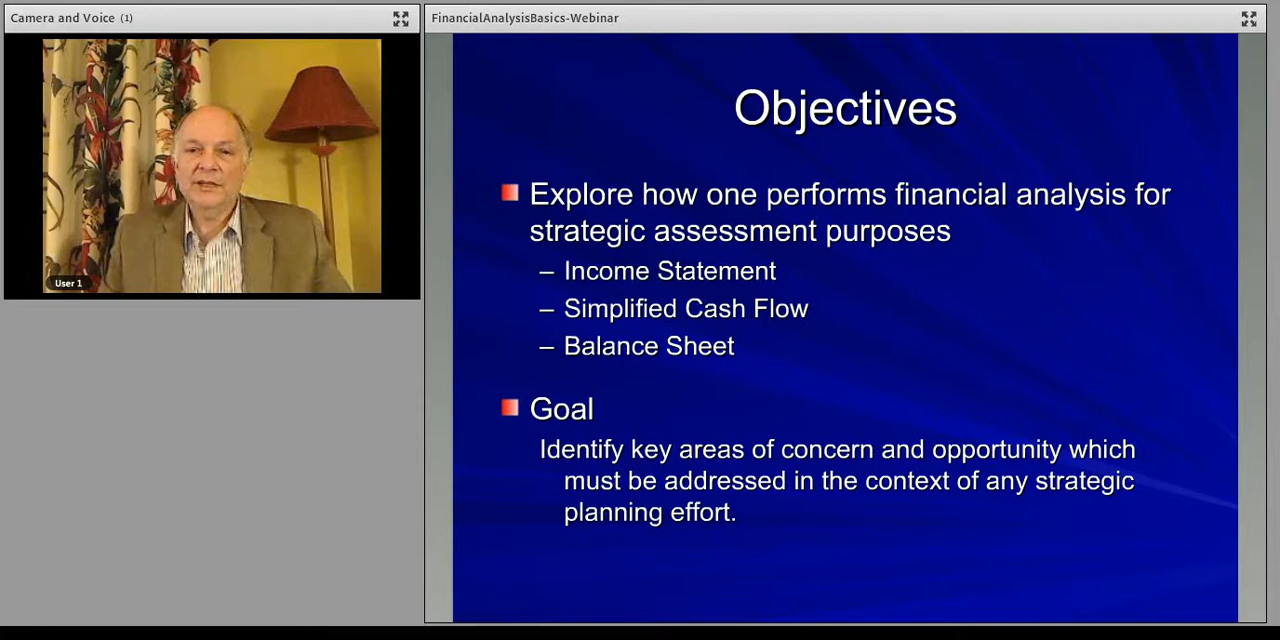 Camera and Voice (1)
FinancialAnalysisBasics-Webinar
User 1
Objectives
Explore how one performs financial analysis for
strategic assessment purposes
– Income Statement
– Simplified Cash Flow
– Balance Sheet
Goal
Identify key areas of concern and opportunity which
must be addressed in the context of any strategic
planning effort.